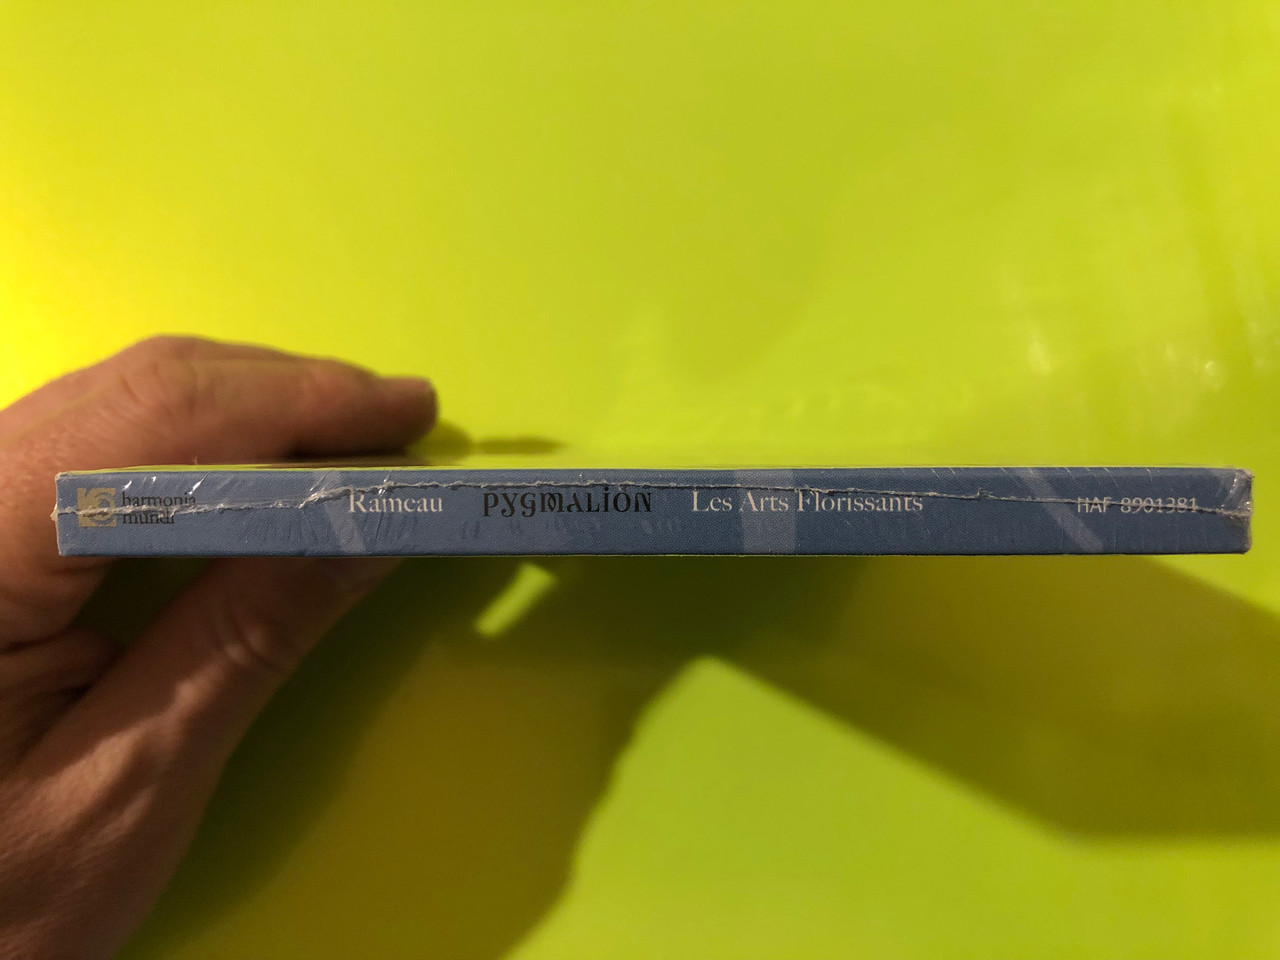 harmonia
mundi
Rameau PYGMALION Les Arts Florissants HAF 8901381